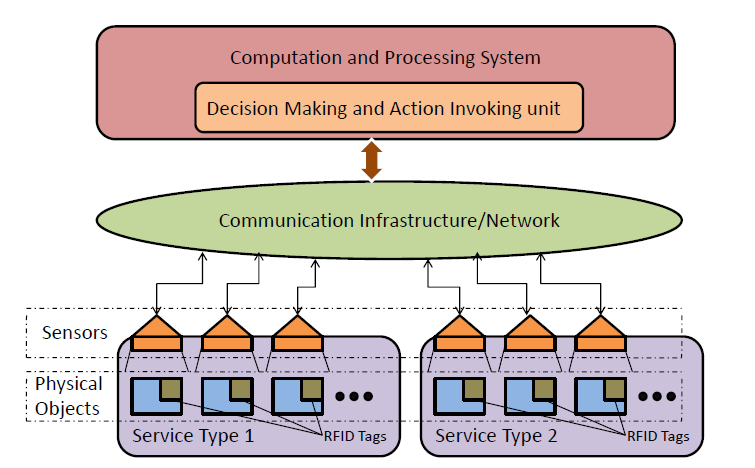 Computation and Processing System
Decision Making and Action Invoking unit
Communication Infrastructure/Network
Sensors
Physical
Objects
Service Type 1
RFID Tags
Service Type 2
RFID Tags